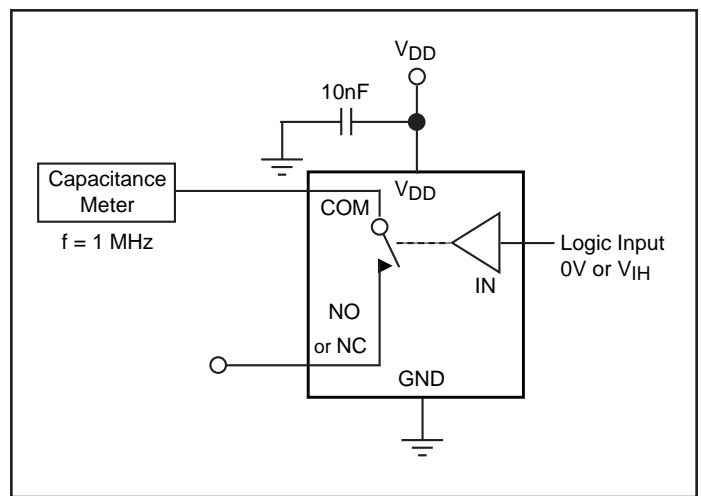 VDD
10nF
Capacitance
Meter
f = 1 MHz
VDD
COM
Logic Input
0V or VIH
IN
NO
or NC
GND